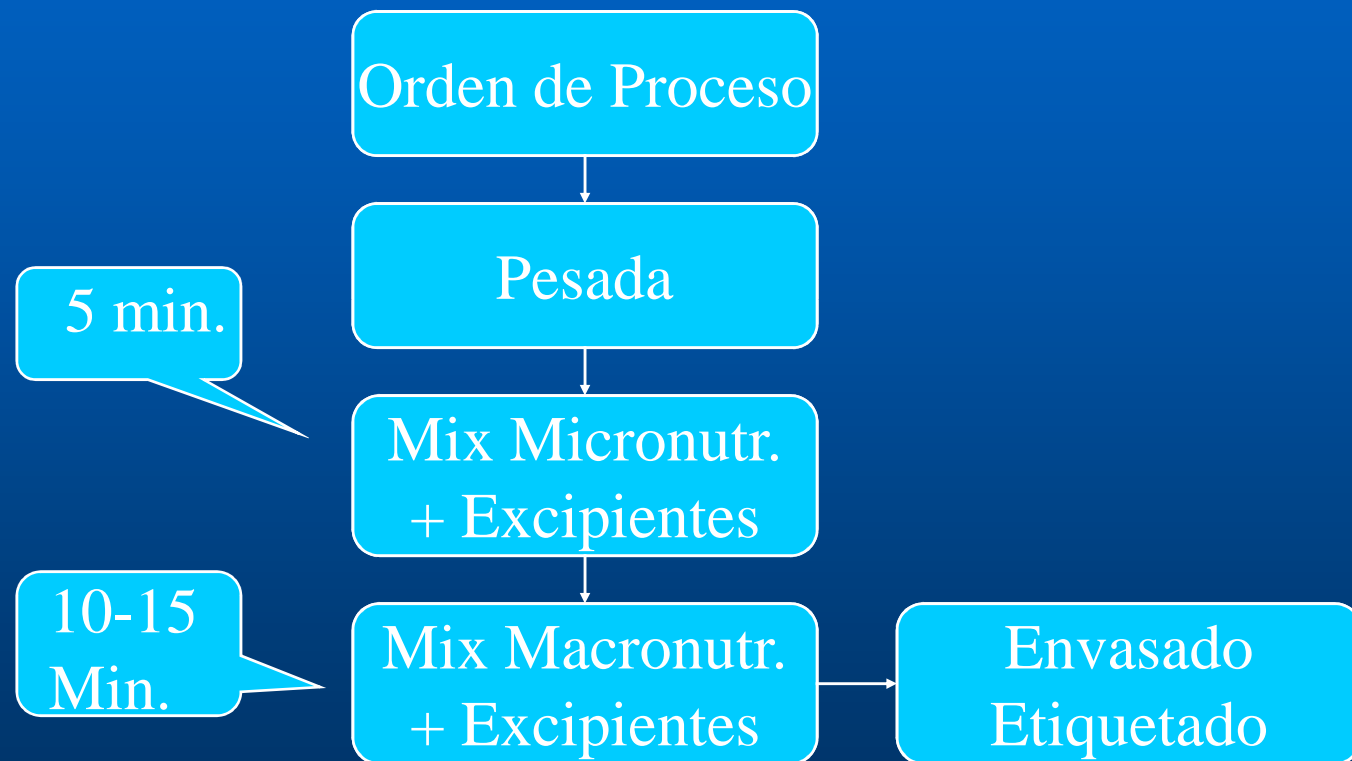 Orden de Proceso
Pesada
5 min.
Mix Micronutr.
+ Excipientes
10-15
Min.
Mix Macronutr.
+ Excipientes
Envasado
Etiquetado